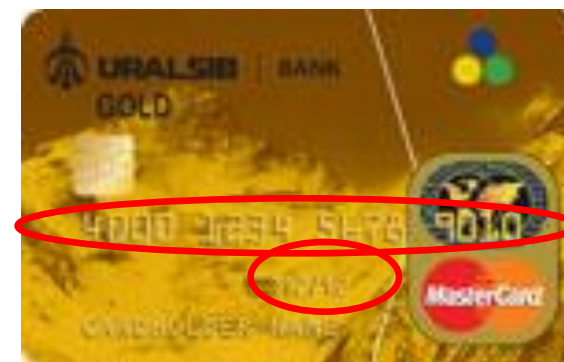 URALSIB | BANK
GOLD
4000 1234 5678 9010
MasterCard
CARDHOLDER NAME